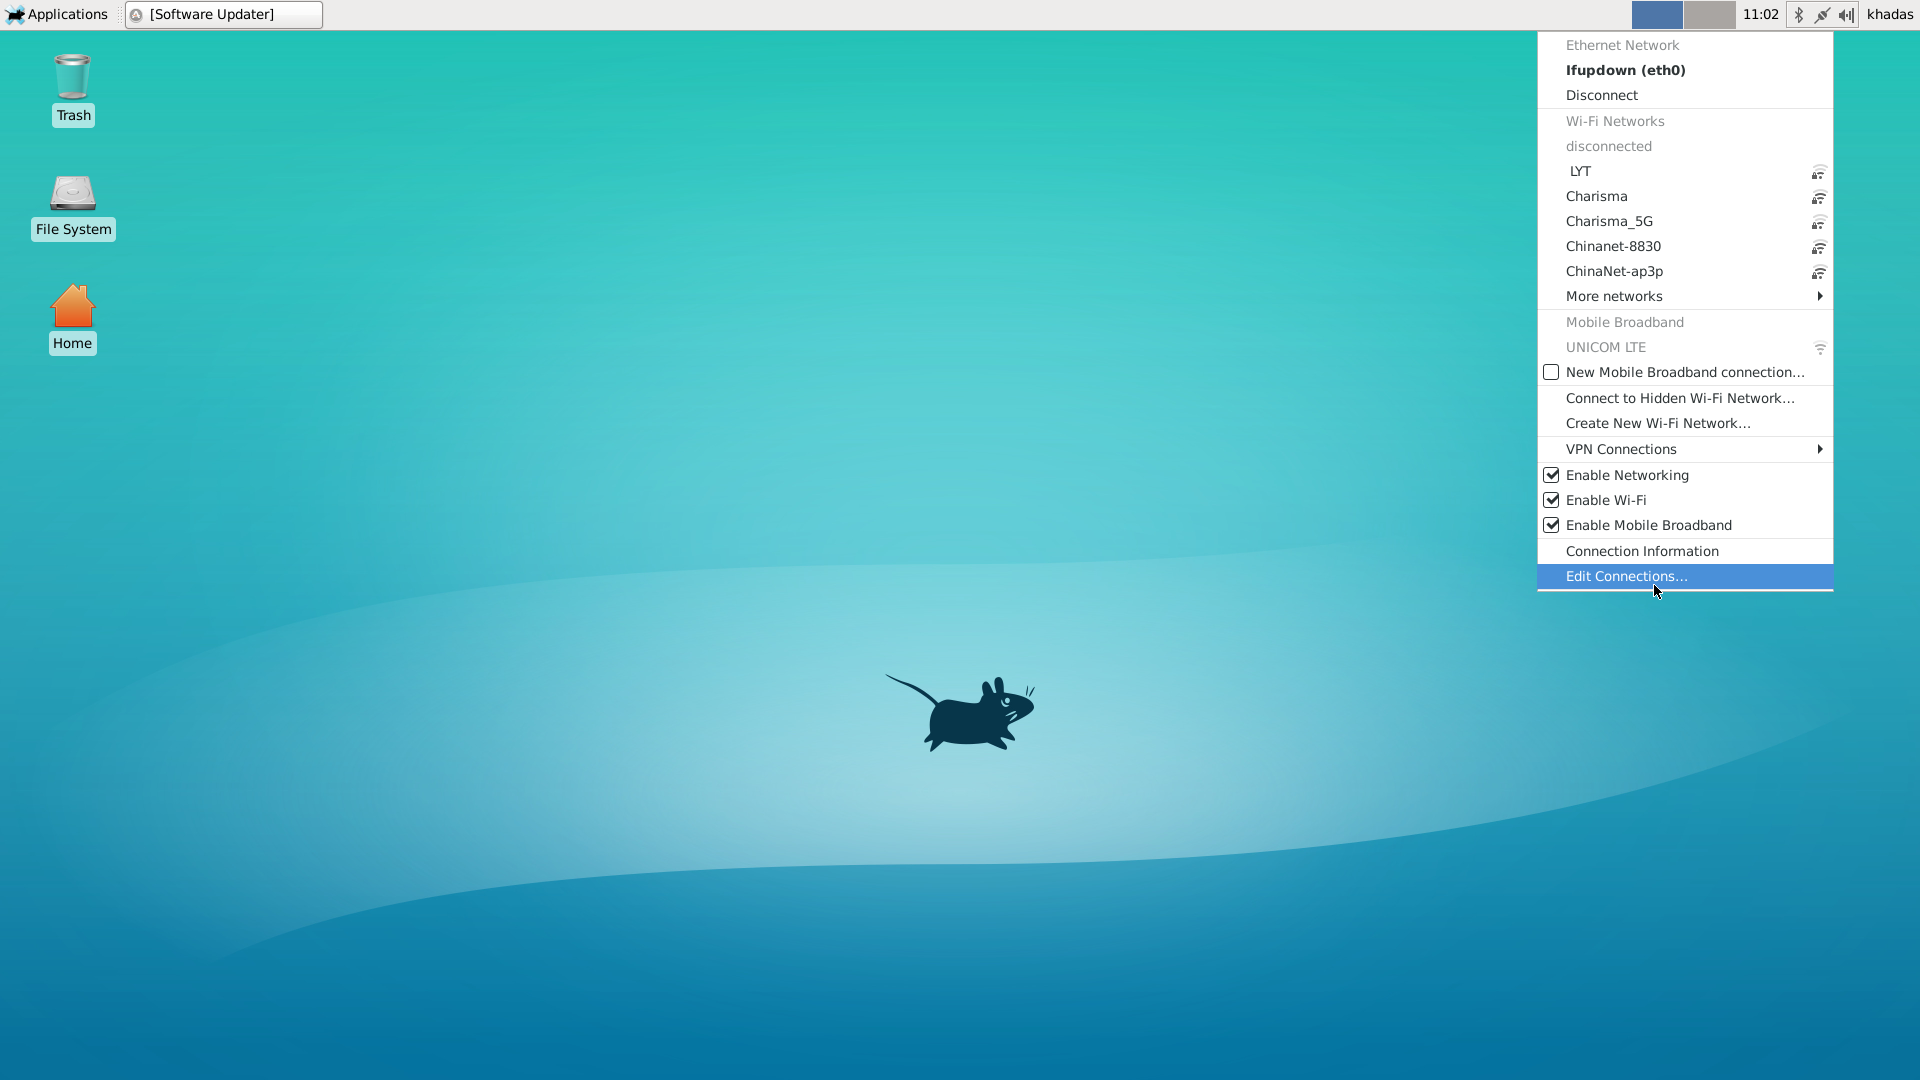 Applications
[Software Updater]
11:02
khadas
Trash
File System
Home
Ethernet Network
Ifupdown (eth0)
Disconnect
Wi-Fi Networks
disconnected
LYT
Charisma
Charisma_5G
Chinanet-8830
ChinaNet-ap3p
More networks
Mobile Broadband
UNICOM LTE
New Mobile Broadband connection...
Connect to Hidden Wi-Fi Network...
Create New Wi-Fi Network...
VPN Connections
Enable Networking
Enable Wi-Fi
Enable Mobile Broadband
Connection Information
Edit Connections...